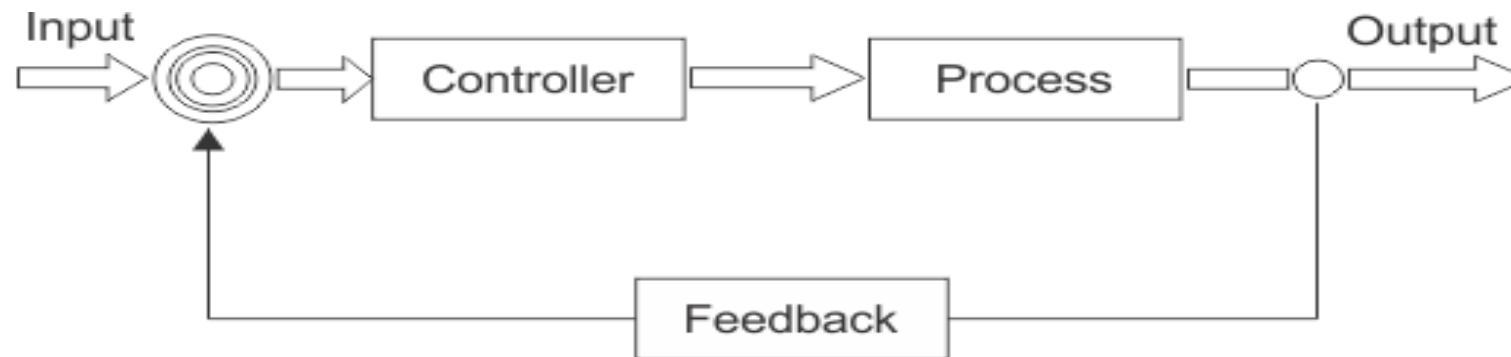 Input
Output
Controller
Process
Feedback